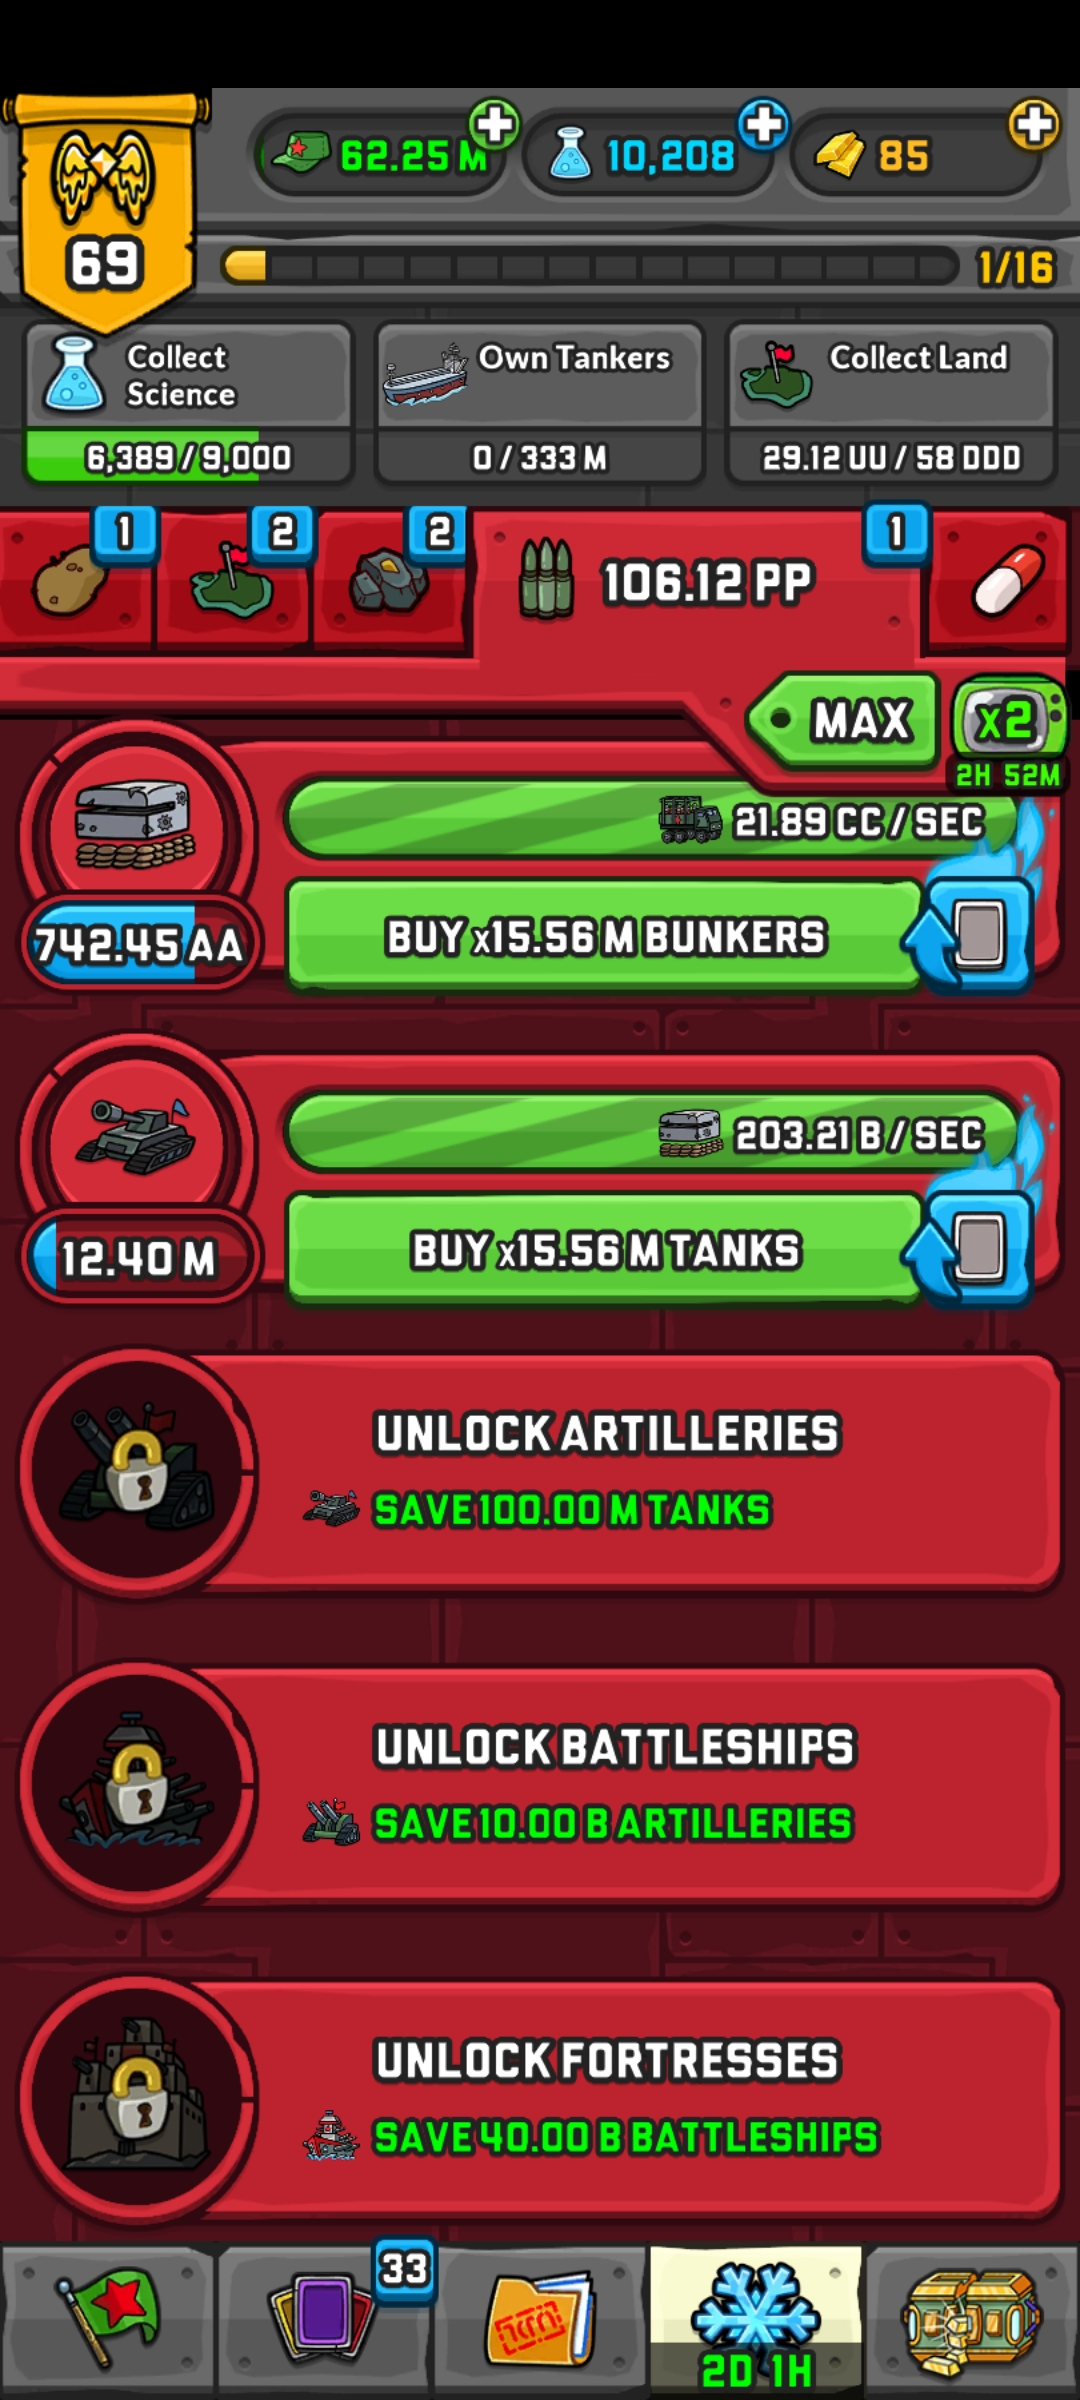 62.25 M
10,208
85
69
1/16
Collect
Science
6,389 / 9,000
Own Tankers
0 / 333 M
Collect Land
29.12 UU / 58 DDD
1
2
2
106.12 PP
1
MAX
x2
2H 52M
21.89 CC / SEC
742.45 AA
BUY x15.56 M BUNKERS
203.21 B / SEC
12.40 M
BUY x15.56 M TANKS
UNLOCK ARTILLERIES
SAVE 100.00 M TANKS
UNLOCK BATTLESHIPS
SAVE 10.00 B ARTILLERIES
UNLOCK FORTRESSES
SAVE 40.00 B BATTLESHIPS
33
2D 1H